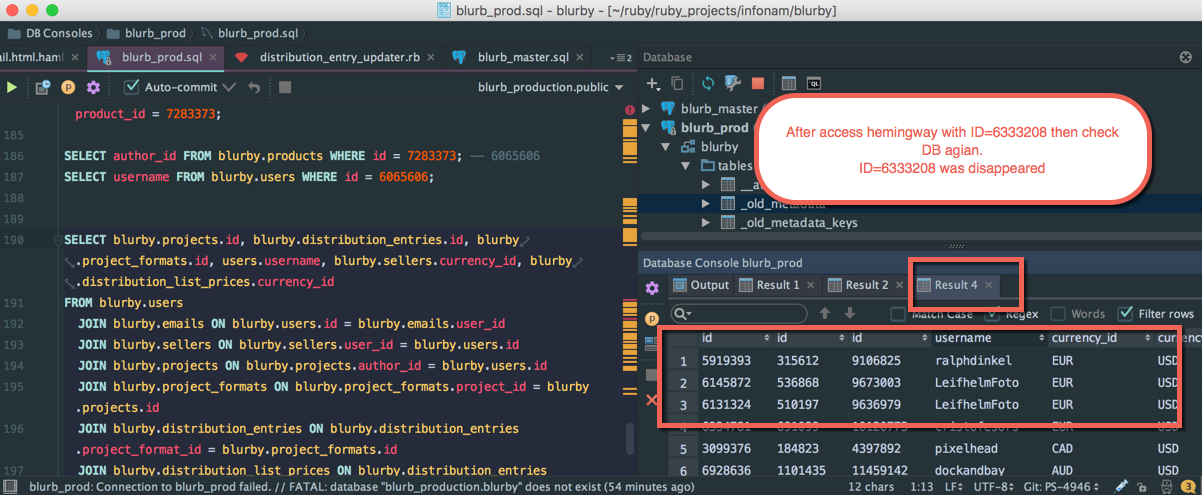 blurb_prod.sql - blurby - [~/ruby/ruby_projects/infonam/blurby]
DB Consoles blurb_prod blurb_prod.sql
ail.html.haml blurb_prod.sql distribution_entry_updater.rb blurb_master.sql 2
Auto-commit blurb_production.public
product_id = 7283373;
185
186 SELECT author_id FROM blurby.products WHERE id = 7283373; -- 6065606
187 SELECT username FROM blurby.users WHERE id = 6065606;
188
189
190 SELECT blurby.projects.id, blurby.distribution_entries.id, blurby
.project_formats.id, users.username, blurby.sellers.currency_id, blurby
.distribution_list_prices.currency_id
191 FROM blurby.users
192 JOIN blurby.emails ON blurby.users.id = blurby.emails.user_id
193 JOIN blurby.sellers ON blurby.sellers.user_id = blurby.users.id
194 JOIN blurby.projects ON blurby.projects.author_id = blurby.users.id
195 JOIN blurby.project_formats ON blurby.project_formats.project_id = blurby
.projects.id
196 JOIN blurby.distribution_entries ON blurby.distribution_entries
.project_format_id = blurby.project_formats.id
197 JOIN blurby.distribution_list_prices ON blurby.distribution_entries
Database
QL
blurb_master
blurb_prod
blurby
tables
_old_metadata
_old_metadata_keys
After access hemingway with ID=6333208 then check
DB agian.
ID=6333208 was disappeared
Database Console blurb_prod
Output Result 1 Result 2 Result 4
Match Case Regex Words Filter rows
id id id username currency_id currency
1 5919393 315612 9106825 ralphdinkel EUR USD
2 6145872 536868 9673003 LeifhelmFoto EUR USD
3 6131324 510197 9636979 LeifhelmFoto EUR USD
5 3099376 184823 4397892 pixelhead CAD USD
6 6928636 1101435 11459142 dockandbay AUD USD
blurb_prod: Connection to blurb_prod failed. // FATAL: database "blurb_production.blurby" does not exist (54 minutes ago) 12 chars 1:13 LF UTF-8 Git: PS-4946 3